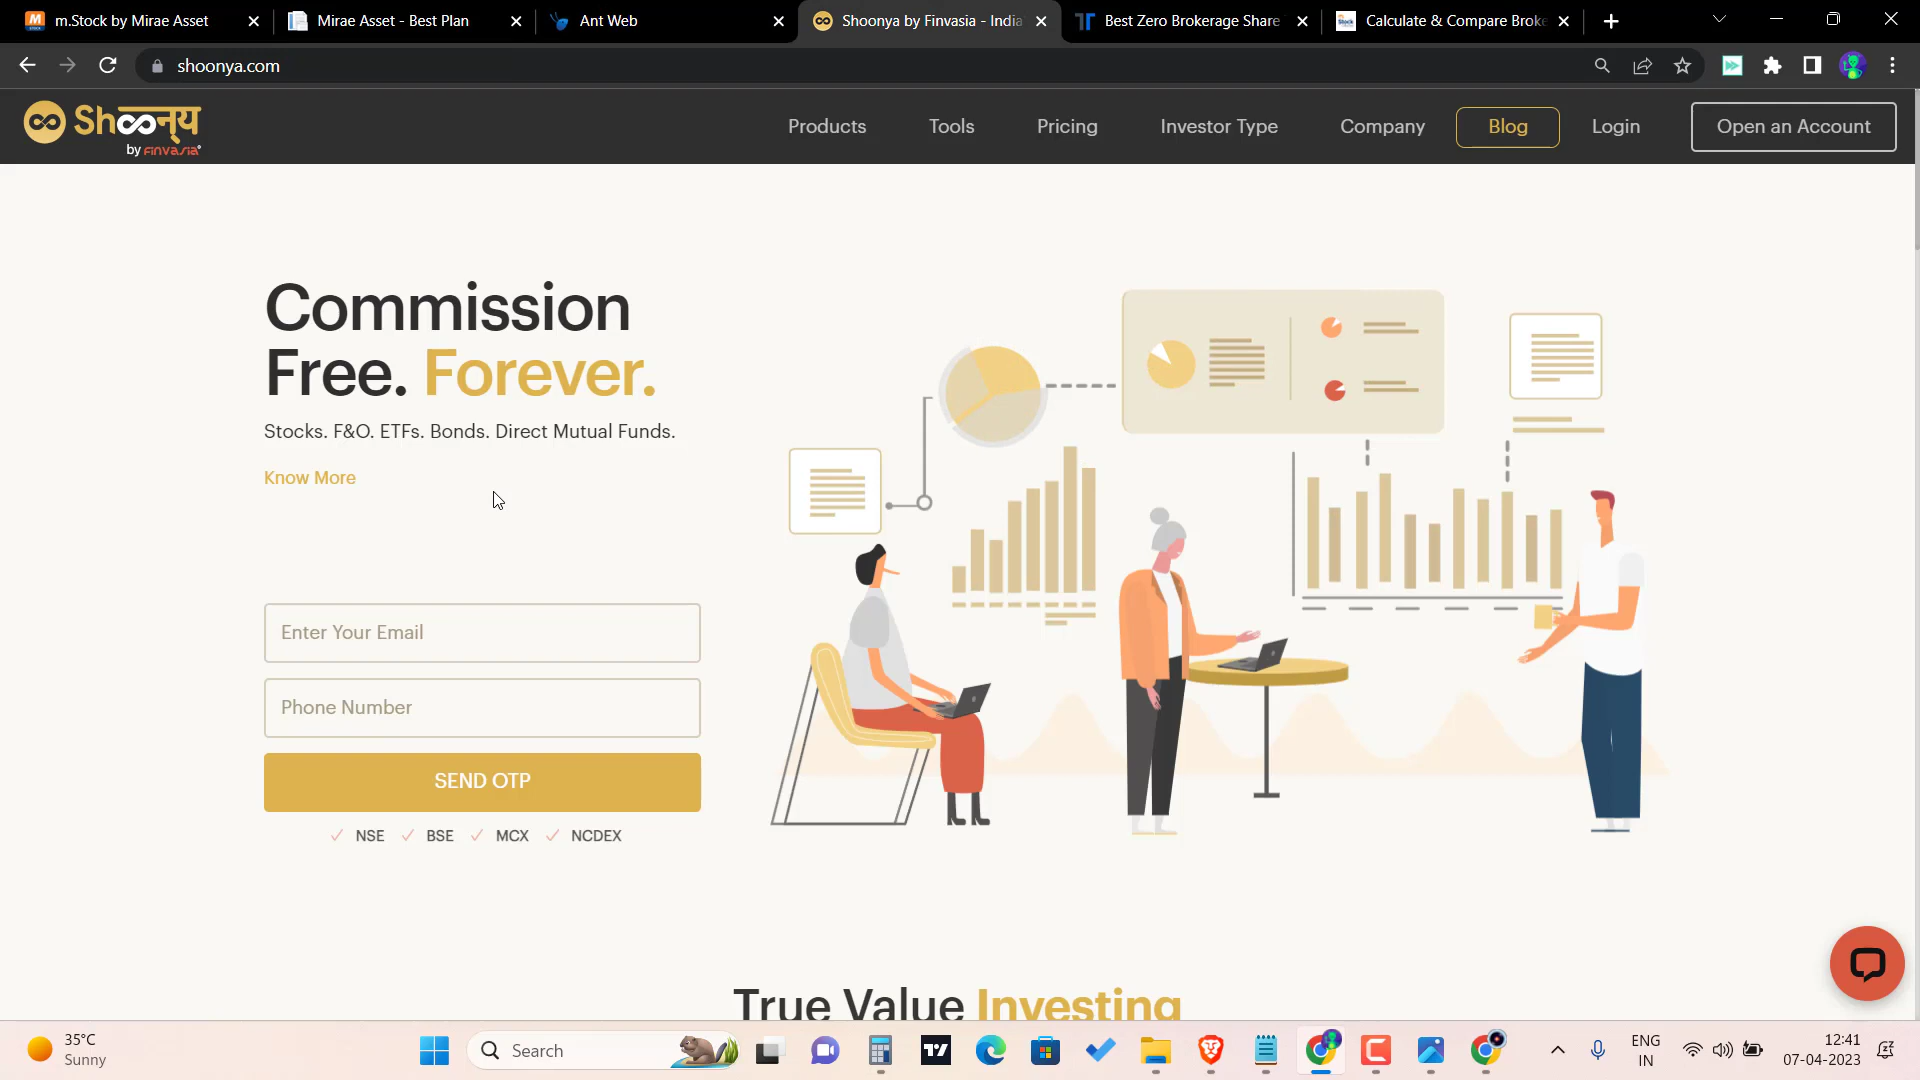 m.Stock by Mirae Asset
Mirae Asset - Best Plan
Ant Web
Shoonya by Finvasia - India
Best Zero Brokerage Share
Calculate & Compare Broke
shoonya.com
Shoonya
by FINVASIA
Products
Tools
Pricing
Investor Type
Company
Blog
Login
Open an Account
Commission
Free. Forever.
Stocks. F&O. ETFs. Bonds. Direct Mutual Funds.
Know More
Enter Your Email
Phone Number
SEND OTP
NSE
BSE
MCX
NCDEX
True Value Investing
35°C
Sunny
Search
ENG
IN
12:41
07-04-2023